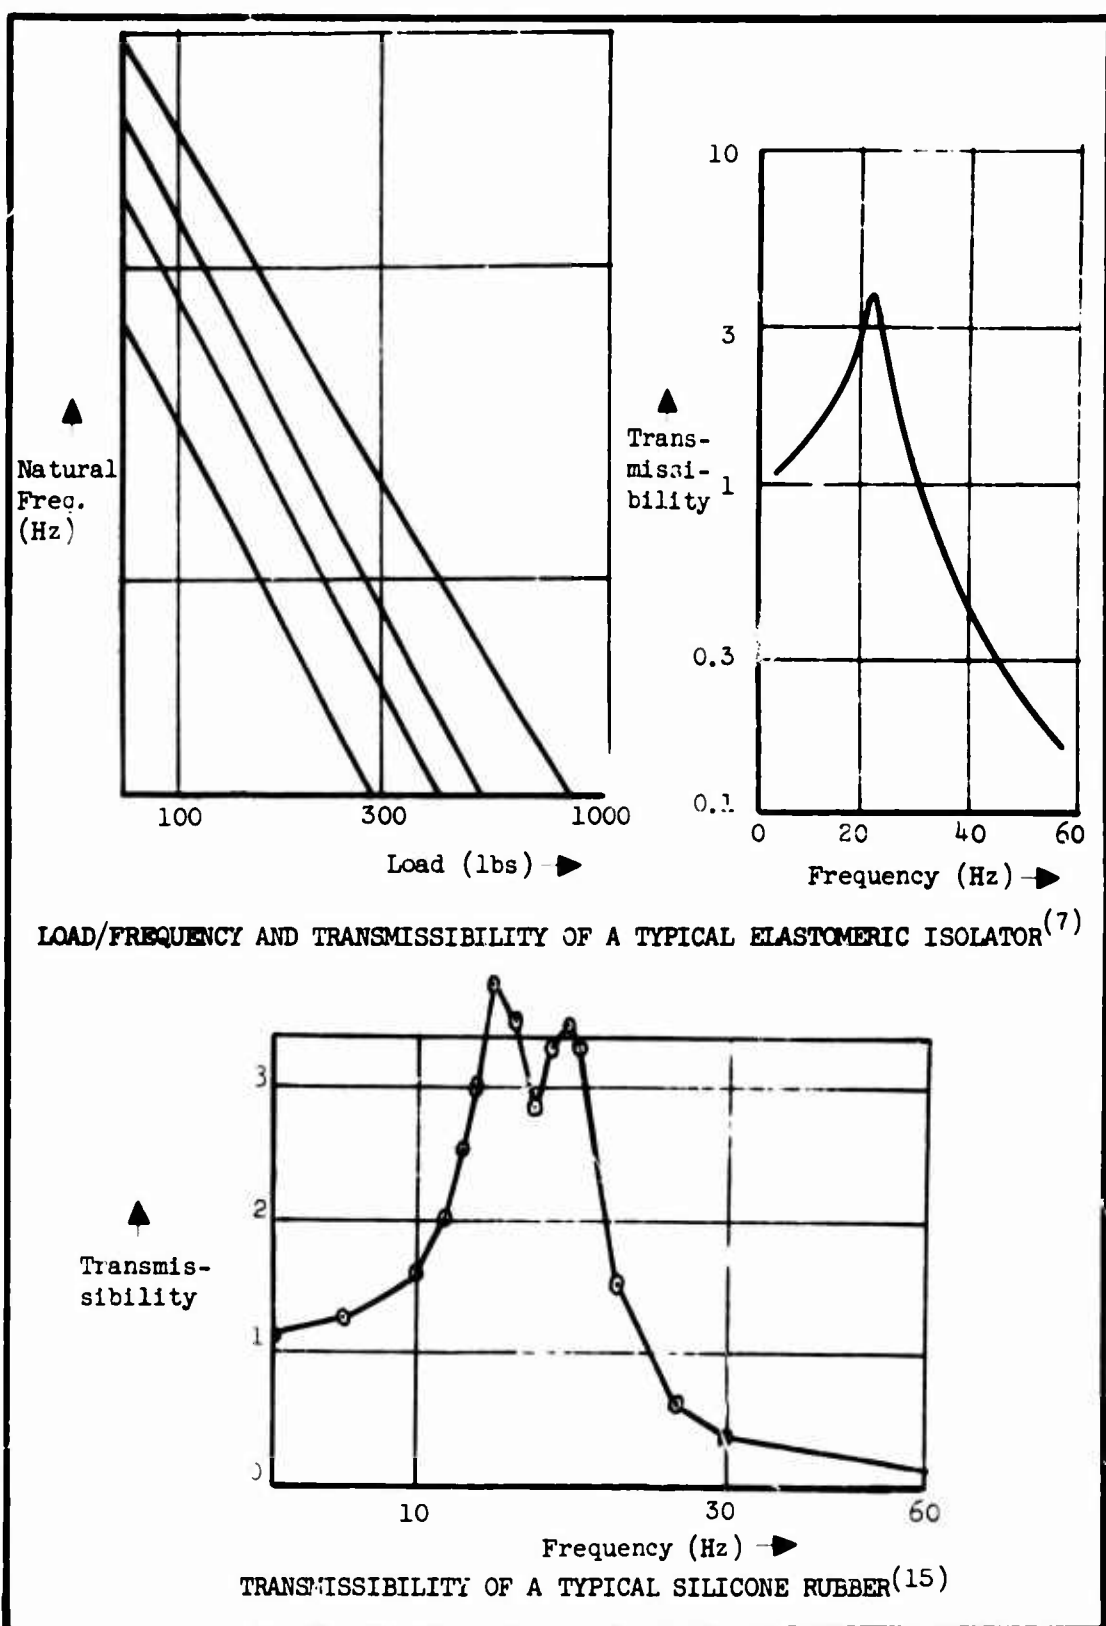 Natural
Freq.
(Hz)
100 300 1000
Load (lbs)
10
3
1
0.3
0.1
Trans-
missi-
bility
0 20 40 60
Frequency (Hz)
LOAD/FREQUENCY AND TRANSMISSIBILITY OF A TYPICAL ELASTOMERIC ISOLATOR(7)
3
2
1
0
Transmis-
sibility
10 30 60
Frequency (Hz)
TRANSMISSIBILITY OF A TYPICAL SILICONE RUBBER(15)